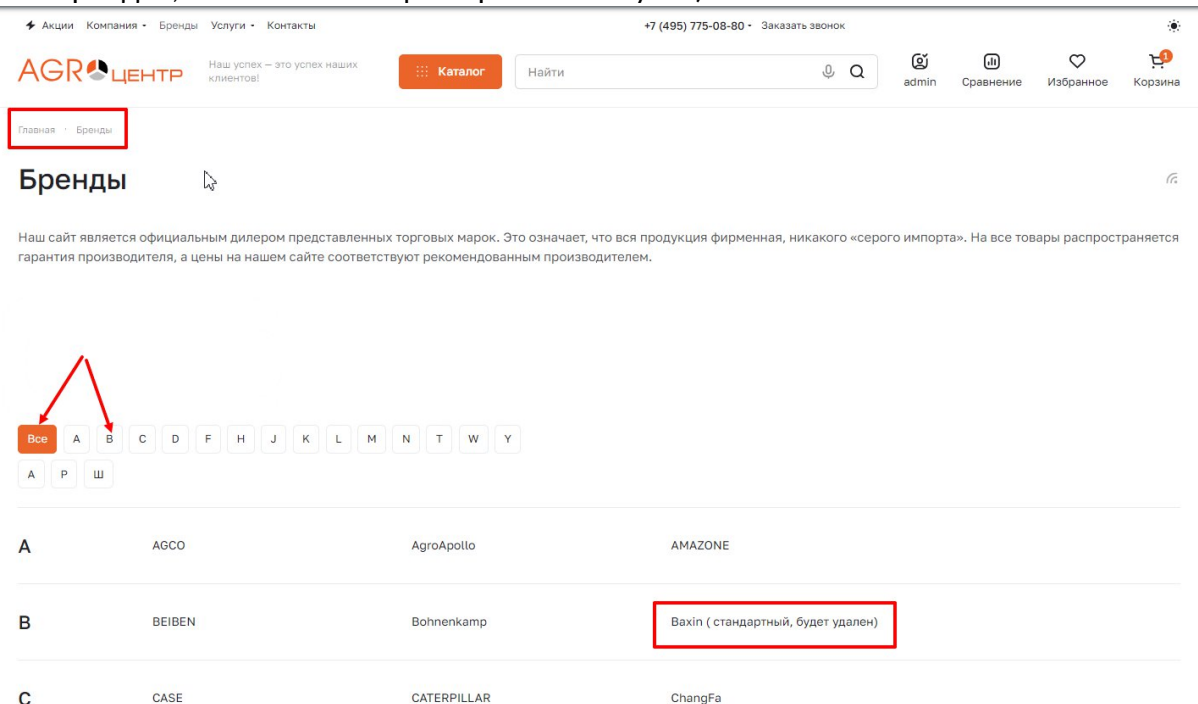 Акции Компания Бренды Услуги Контакты +7 (495) 775-08-80 Заказать звонок
AGR ЦЕНТР Наш успех — это успех наших клиентов! Каталог Найти admin Сравнение Избранное 1 Корзина
Главная · Бренды
Бренды
Наш сайт является официальным дилером представленных торговых марок. Это означает, что вся продукция фирменная, никакого «серого импорта». На все товары распространяется
гарантия производителя, а цены на нашем сайте соответствуют рекомендованным производителем.
Все A B C D F H J K L M N T W Y
А Р Ш
A AGCO AgroApollo AMAZONE
B BEIBEN Bohnenkamp Baxin ( стандартный, будет удален)
C CASE CATERPILLAR ChangFa